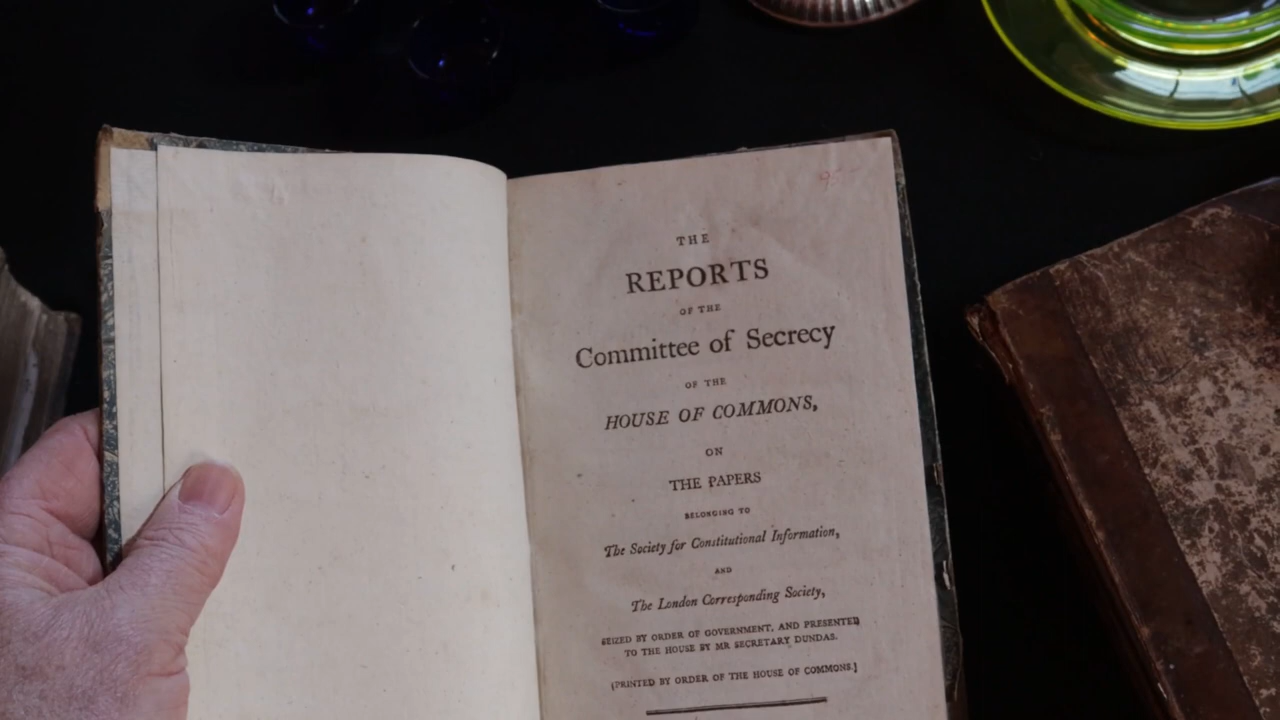 THE
REPORTS
OF THE
Committee of Secrecy
OF THE
HOUSE OF COMMONS,
ON
THE PAPERS
BELONGING TO
The Society for Constitutional Information,
AND
The London Corresponding Society,
SEIZED BY ORDER OF GOVERNMENT, AND PRESENTED
TO THE HOUSE BY MR SECRETARY DUNDAS.
[PRINTED BY ORDER OF THE HOUSE OF COMMONS.]